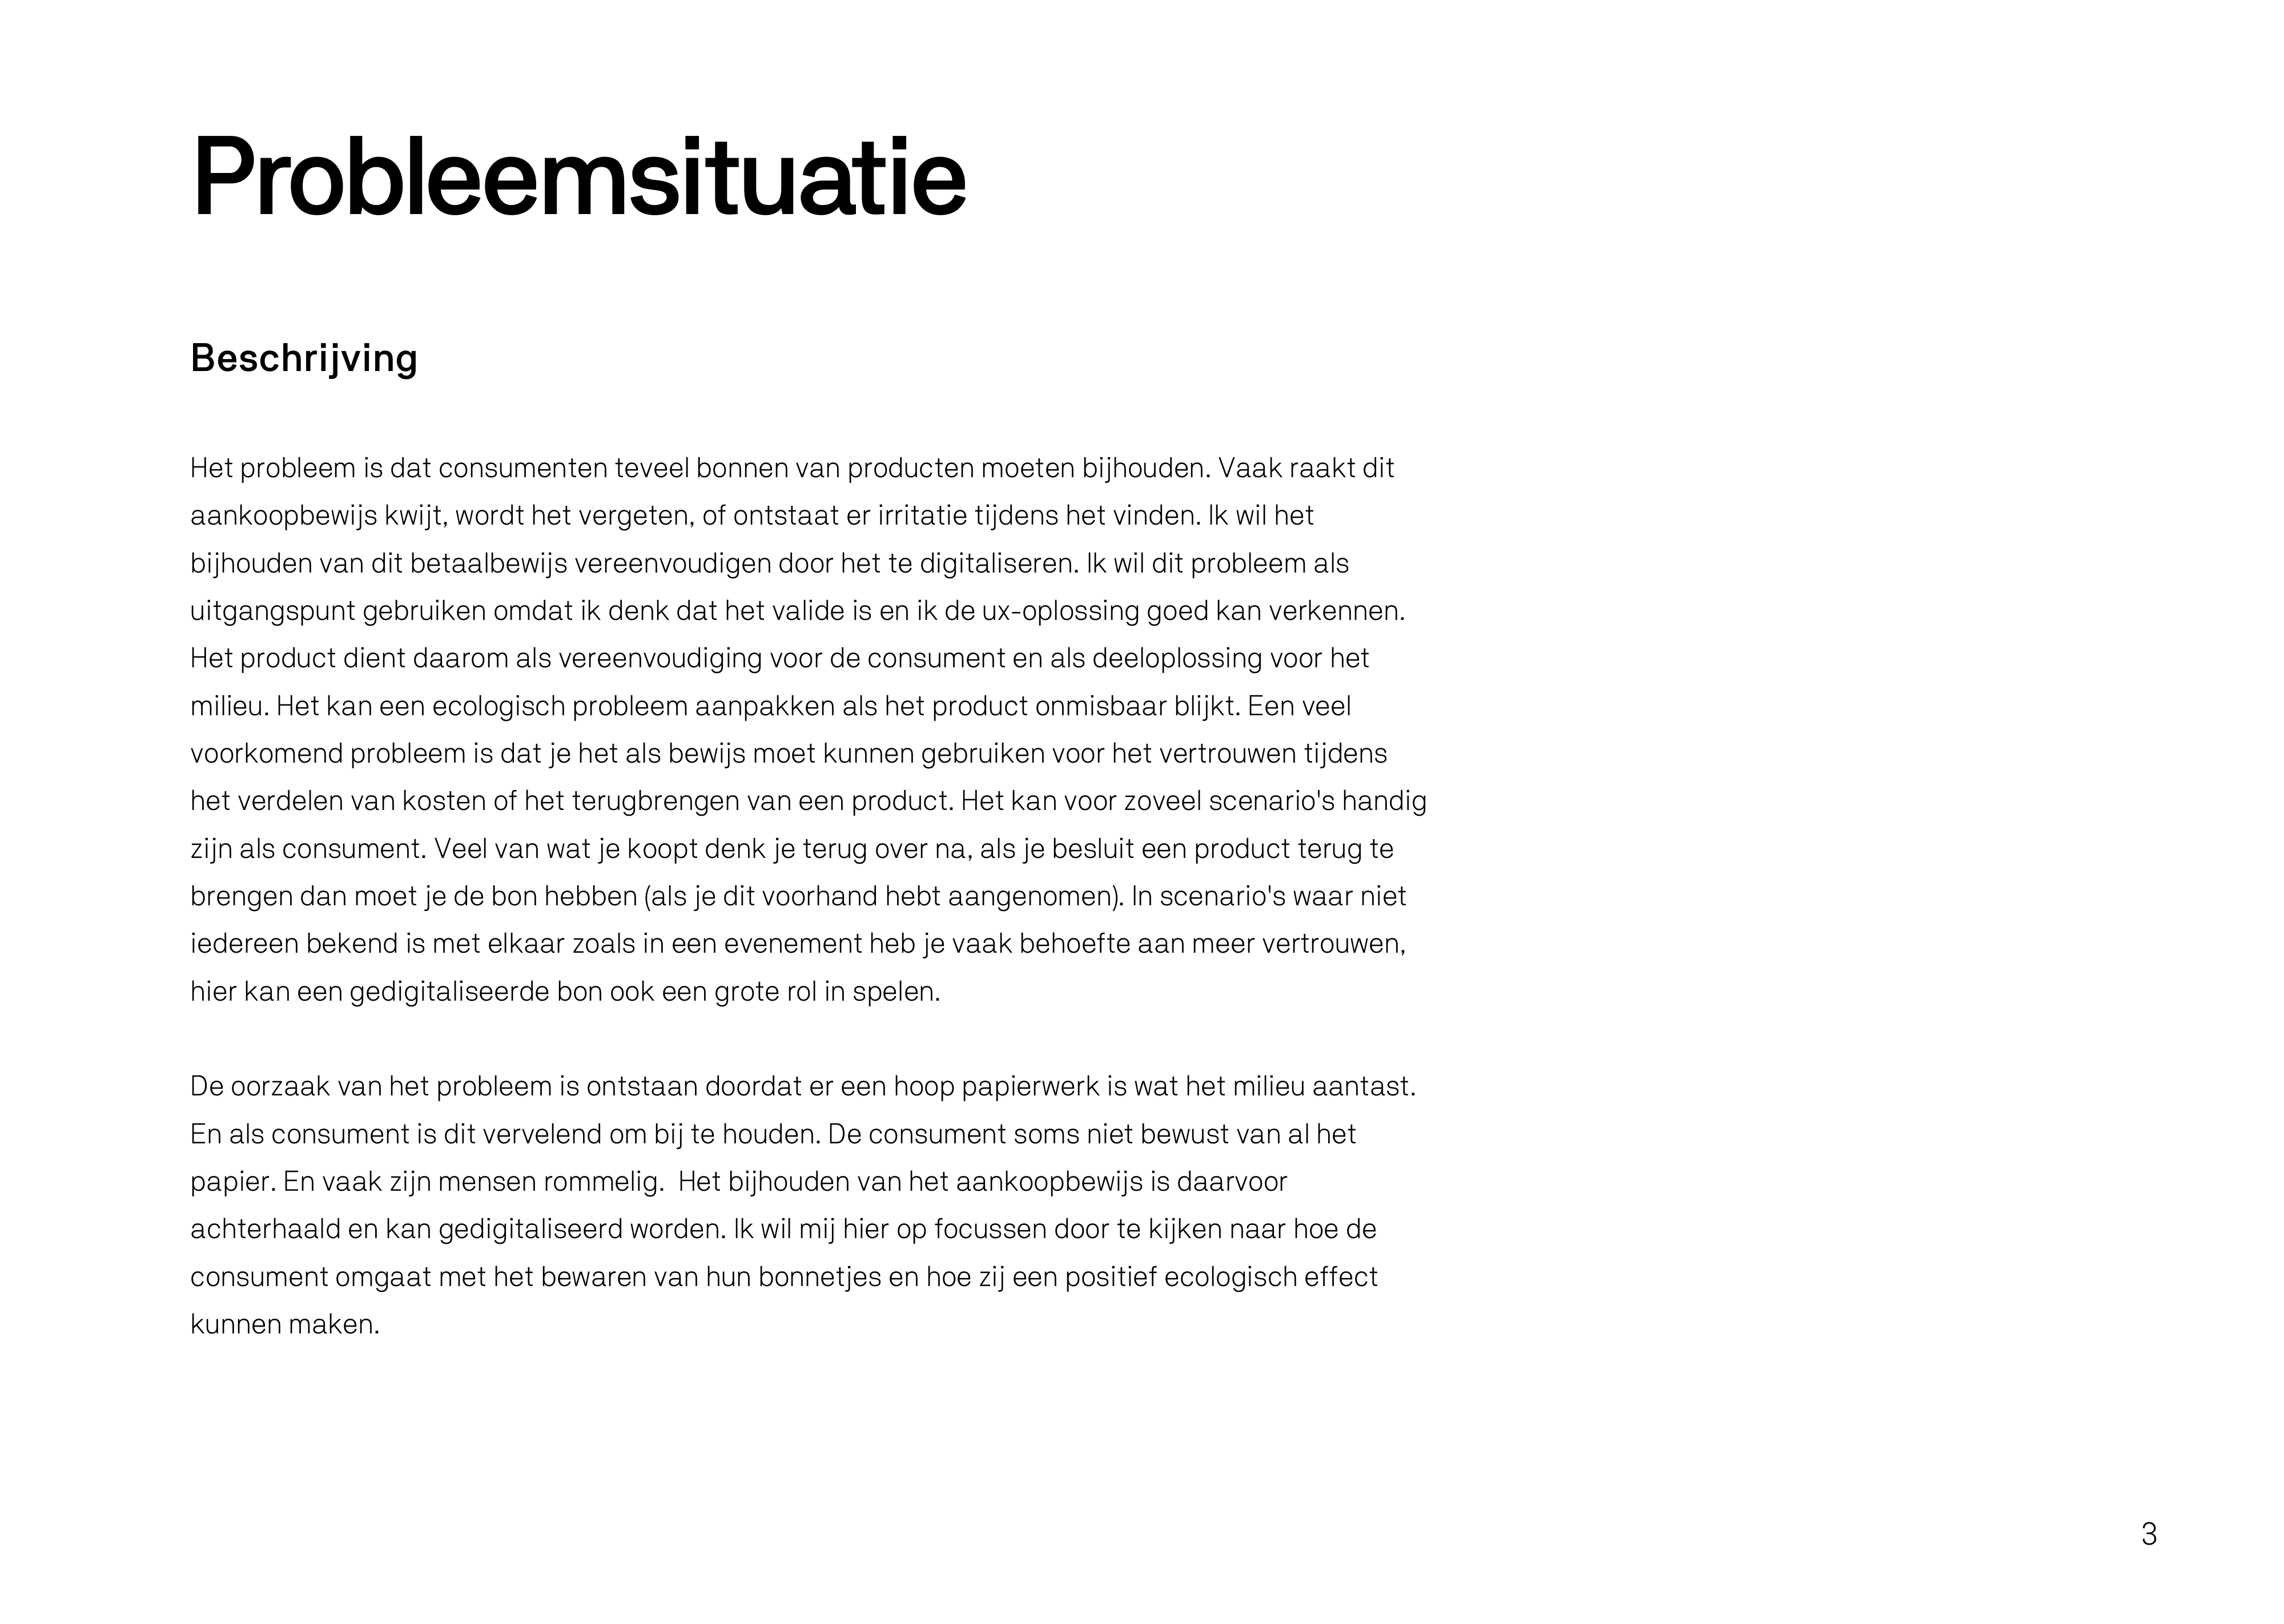 Probleemsituatie
Beschrijving
Het probleem is dat consumenten teveel bonnen van producten moeten bijhouden. Vaak raakt dit
aankoopbewijs kwijt, wordt het vergeten, of ontstaat er irritatie tijdens het vinden. Ik wil het
bijhouden van dit betaalbewijs vereenvoudigen door het te digitaliseren. Ik wil dit probleem als
uitgangspunt gebruiken omdat ik denk dat het valide is en ik de ux-oplossing goed kan verkennen.
Het product dient daarom als vereenvoudiging voor de consument en als deeloplossing voor het
milieu. Het kan een ecologisch probleem aanpakken als het product onmisbaar blijkt. Een veel
voorkomend probleem is dat je het als bewijs moet kunnen gebruiken voor het vertrouwen tijdens
het verdelen van kosten of het terugbrengen van een product. Het kan voor zoveel scenario's handig
zijn als consument. Veel van wat je koopt denk je terug over na, als je besluit een product terug te
brengen dan moet je de bon hebben (als je dit voorhand hebt aangenomen). In scenario's waar niet
iedereen bekend is met elkaar zoals in een evenement heb je vaak behoefte aan meer vertrouwen,
hier kan een gedigitaliseerde bon ook een grote rol in spelen.
De oorzaak van het probleem is ontstaan doordat er een hoop papierwerk is wat het milieu aantast.
En als consument is dit vervelend om bij te houden. De consument soms niet bewust van al het
papier. En vaak zijn mensen rommelig.  Het bijhouden van het aankoopbewijs is daarvoor
achterhaald en kan gedigitaliseerd worden. Ik wil mij hier op focussen door te kijken naar hoe de
consument omgaat met het bewaren van hun bonnetjes en hoe zij een positief ecologisch effect
kunnen maken.
3